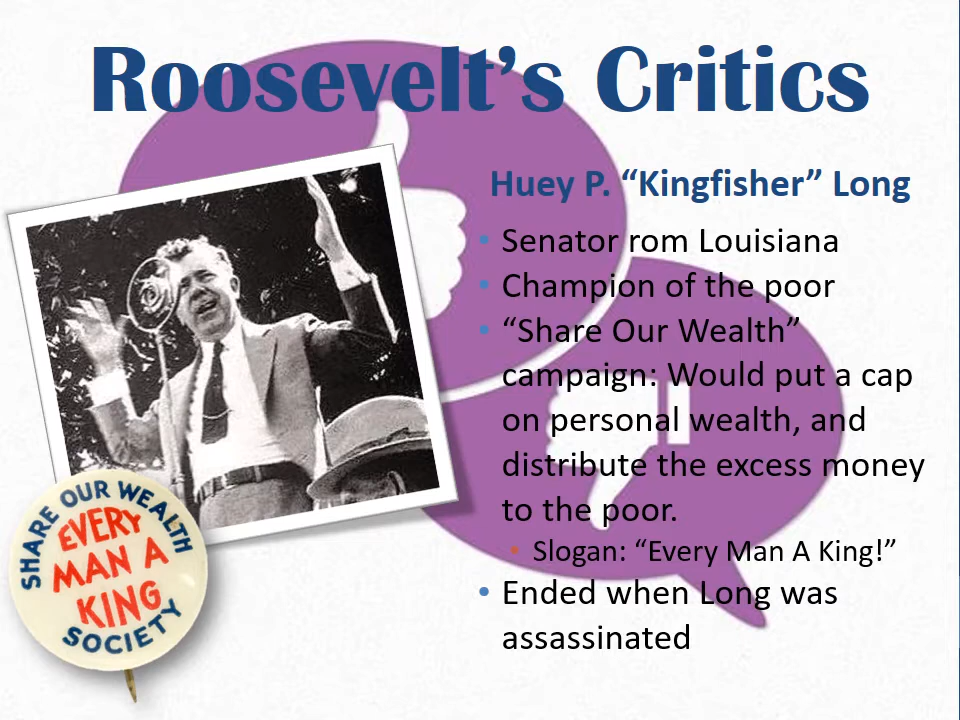 Roosevelt’s Critics
Huey P. “Kingfisher” Long
• Senator rom Louisiana
• Champion of the poor
• “Share Our Wealth”
campaign: Would put a cap
on personal wealth, and
distribute the excess money
to the poor.
• Slogan: “Every Man A King!”
• Ended when Long was
assassinated
SHARE OUR WEALTH
EVERY
MAN A
KING
SOCIETY